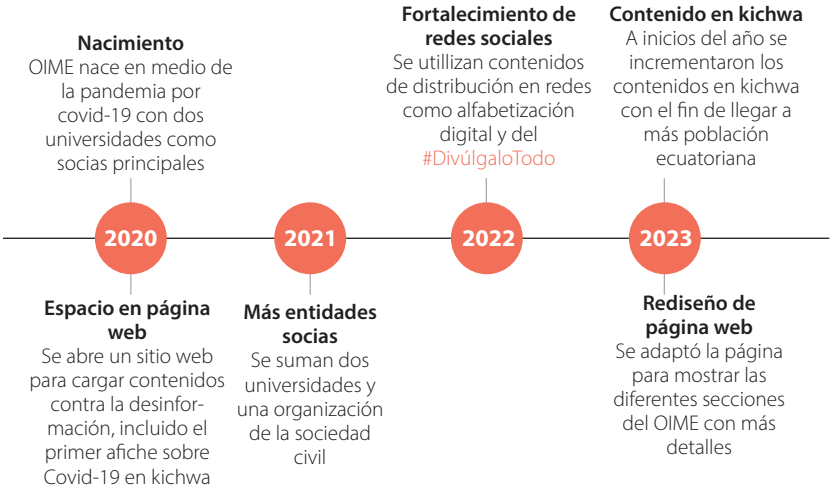 Nacimiento
OIME nace en medio de
la pandemia por
covid-19 con dos
universidades como
socias principales
Fortalecimiento de
redes sociales
Se utillizan contenidos
de distribución en redes
como alfabetización
digital y del
#DivúlgaloTodo
Contenido en kichwa
A inicios del año se
incrementaron los
contenidos en kichwa
con el fin de llegar a
más población
ecuatoriana
2020
2021
2022
2023
Espacio en página
web
Se abre un sitio web
para cargar contenidos
contra la desinfor-
mación, incluido el
primer afiche sobre
Covid-19 en kichwa
Más entidades
socias
Se suman dos
universidades y
una organización
de la sociedad
civil
Rediseño de
página web
Se adaptó la página
para mostrar las
diferentes secciones
del OIME con más
detalles